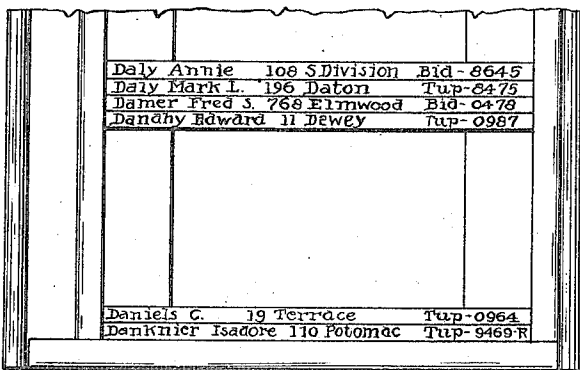 Daly Annie 108 S Division Bid-8645
Daly Mark L. 196 Daton Tup-8475
Damer Fred S. 768 Elmwood Bid-0478
Danahy Edward 11 Dewey Tup-0987
Daniels C. 19 Terrace Tup-0964
Danknier Isadore 110 Potomac Tup-9469-R